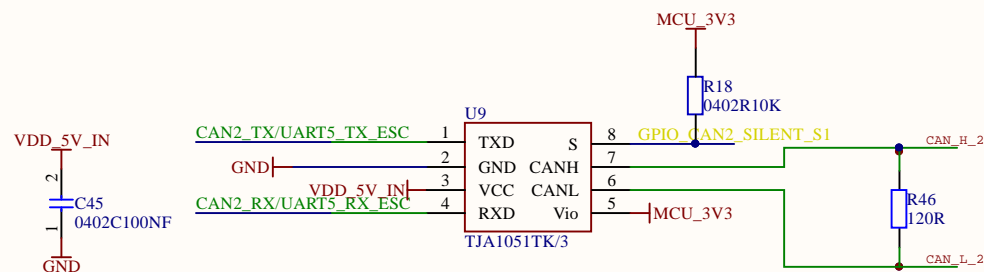 MCU_3V3
R18
0402R10K
U9
CAN2_TX/UART5_TX_ESC
1
TXD
S
8
GPIO_CAN2_SILENT_S1
VDD_5V_IN
GND
2
GND
CANH
7
CAN_H_2
2
VDD_5V_IN
3
VCC
CANL
6
C45
0402C100NF
CAN2_RX/UART5_RX_ESC
4
RXD
Vio
5
MCU_3V3
R46
120R
1
TJA1051TK/3
GND
CAN_L_2